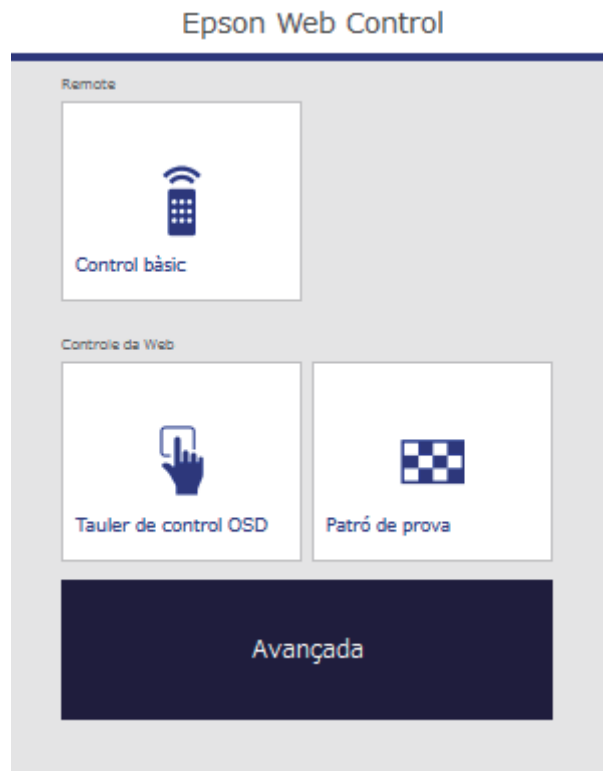 Epson Web Control
Remote
Control bàsic
Controle da Web
Tauler de control OSD
Patró de prova
Avançada